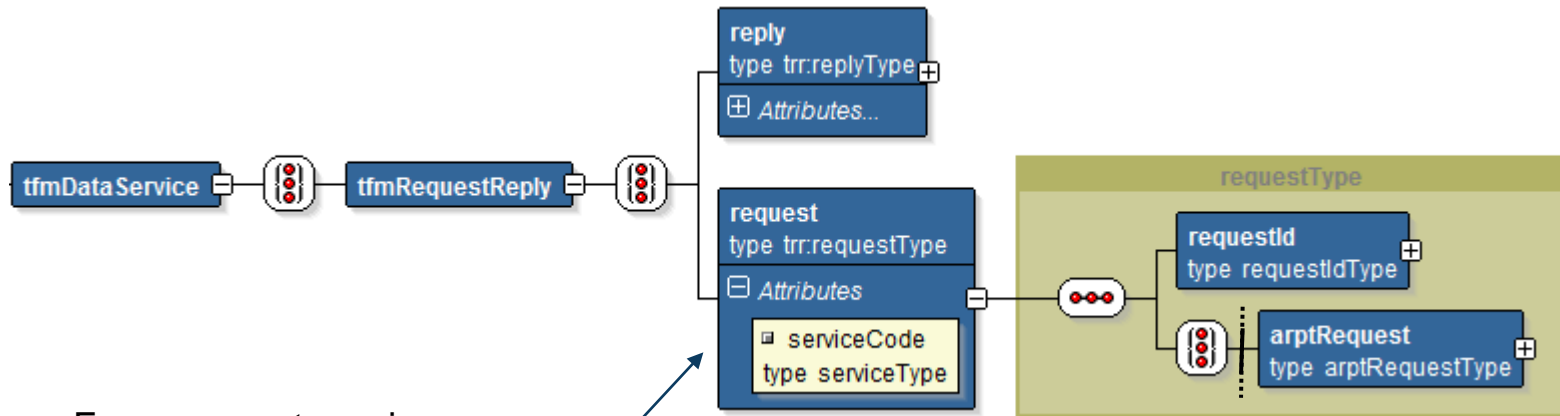 reply
type trr:replyType
Attributes...
tfmDataService
tfmRequestReply
request
type trr:requestType
Attributes
serviceCode
type serviceType
requestType
requestId
type requestIdType
arptRequest
type arptRequestType